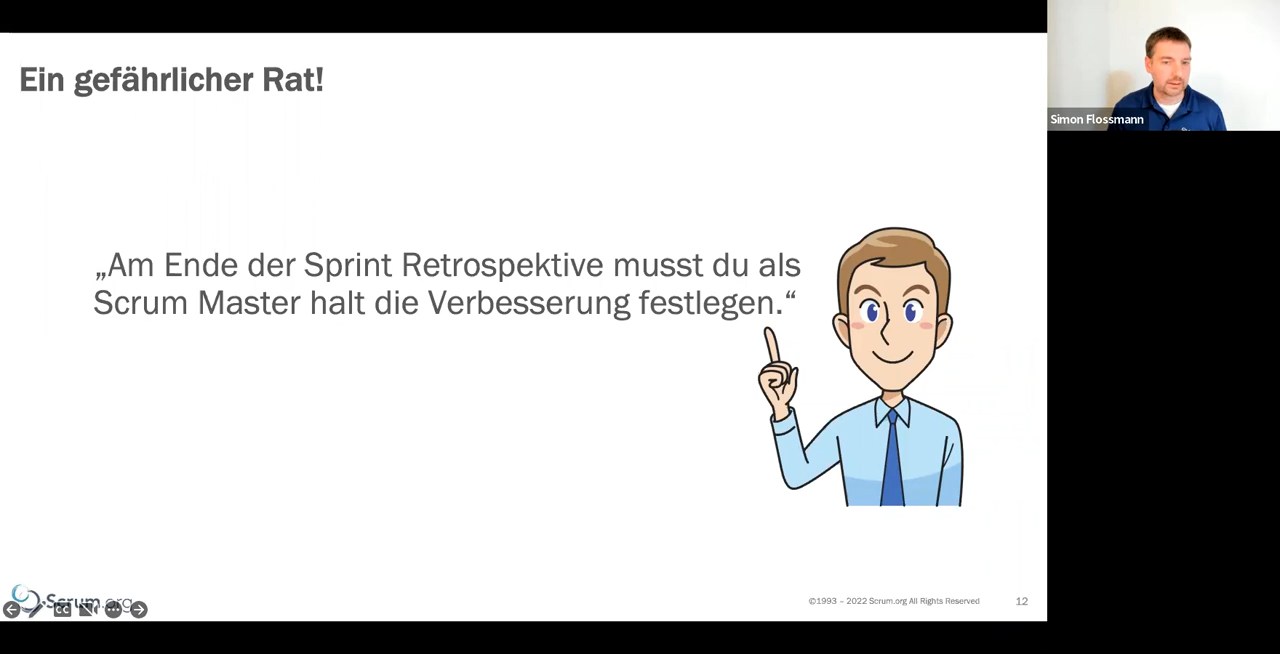 Ein gefährlicher Rat!
Simon Flossmann
„Am Ende der Sprint Retrospektive musst du als
Scrum Master halt die Verbesserung festlegen.“
Scrum.org
CC
©1993 – 2022 Scrum.org All Rights Reserved
12